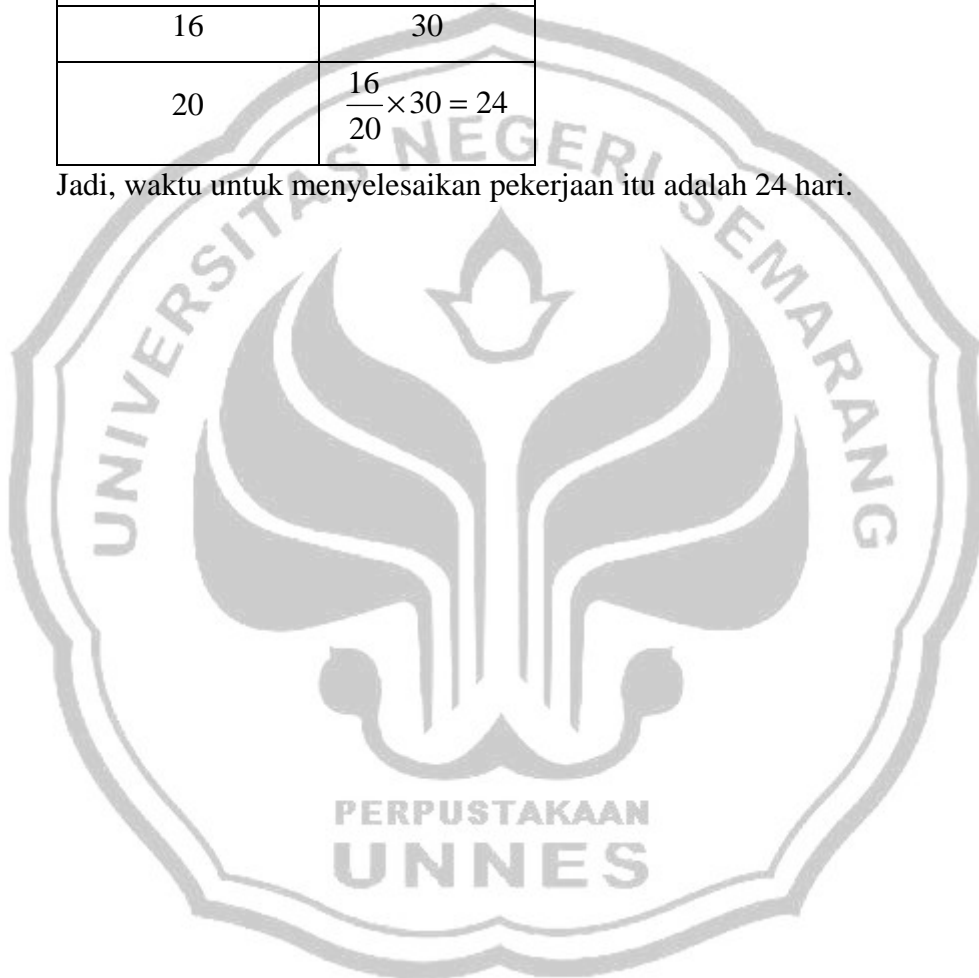 16 30
20 16/20 × 30 = 24
Jadi, waktu untuk menyelesaikan pekerjaan itu adalah 24 hari.
UNIVERSITAS NEGERI SEMARANG
PERPUSTAKAAN
UNNES